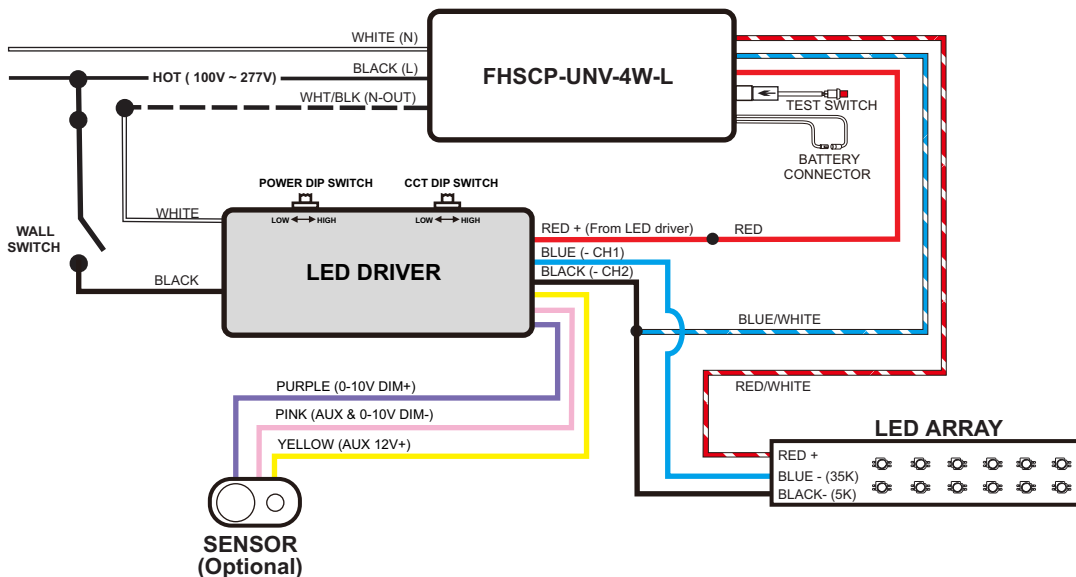 WHITE (N)
BLACK (L)
HOT ( 100V ~ 277V)
WHT/BLK (N-OUT)
FHSCP-UNV-4W-L
TEST SWITCH
BATTERY
CONNECTOR
POWER DIP SWITCH
CCT DIP SWITCH
LOW HIGH
LOW HIGH
WHITE
WALL
SWITCH
BLACK
LED DRIVER
RED + (From LED driver)
RED
BLUE (- CH1)
BLACK (- CH2)
BLUE/WHITE
RED/WHITE
PURPLE (0-10V DIM+)
PINK (AUX & 0-10V DIM-)
YELLOW (AUX 12V+)
LED ARRAY
RED +
BLUE - (35K)
BLACK- (5K)
SENSOR
(Optional)